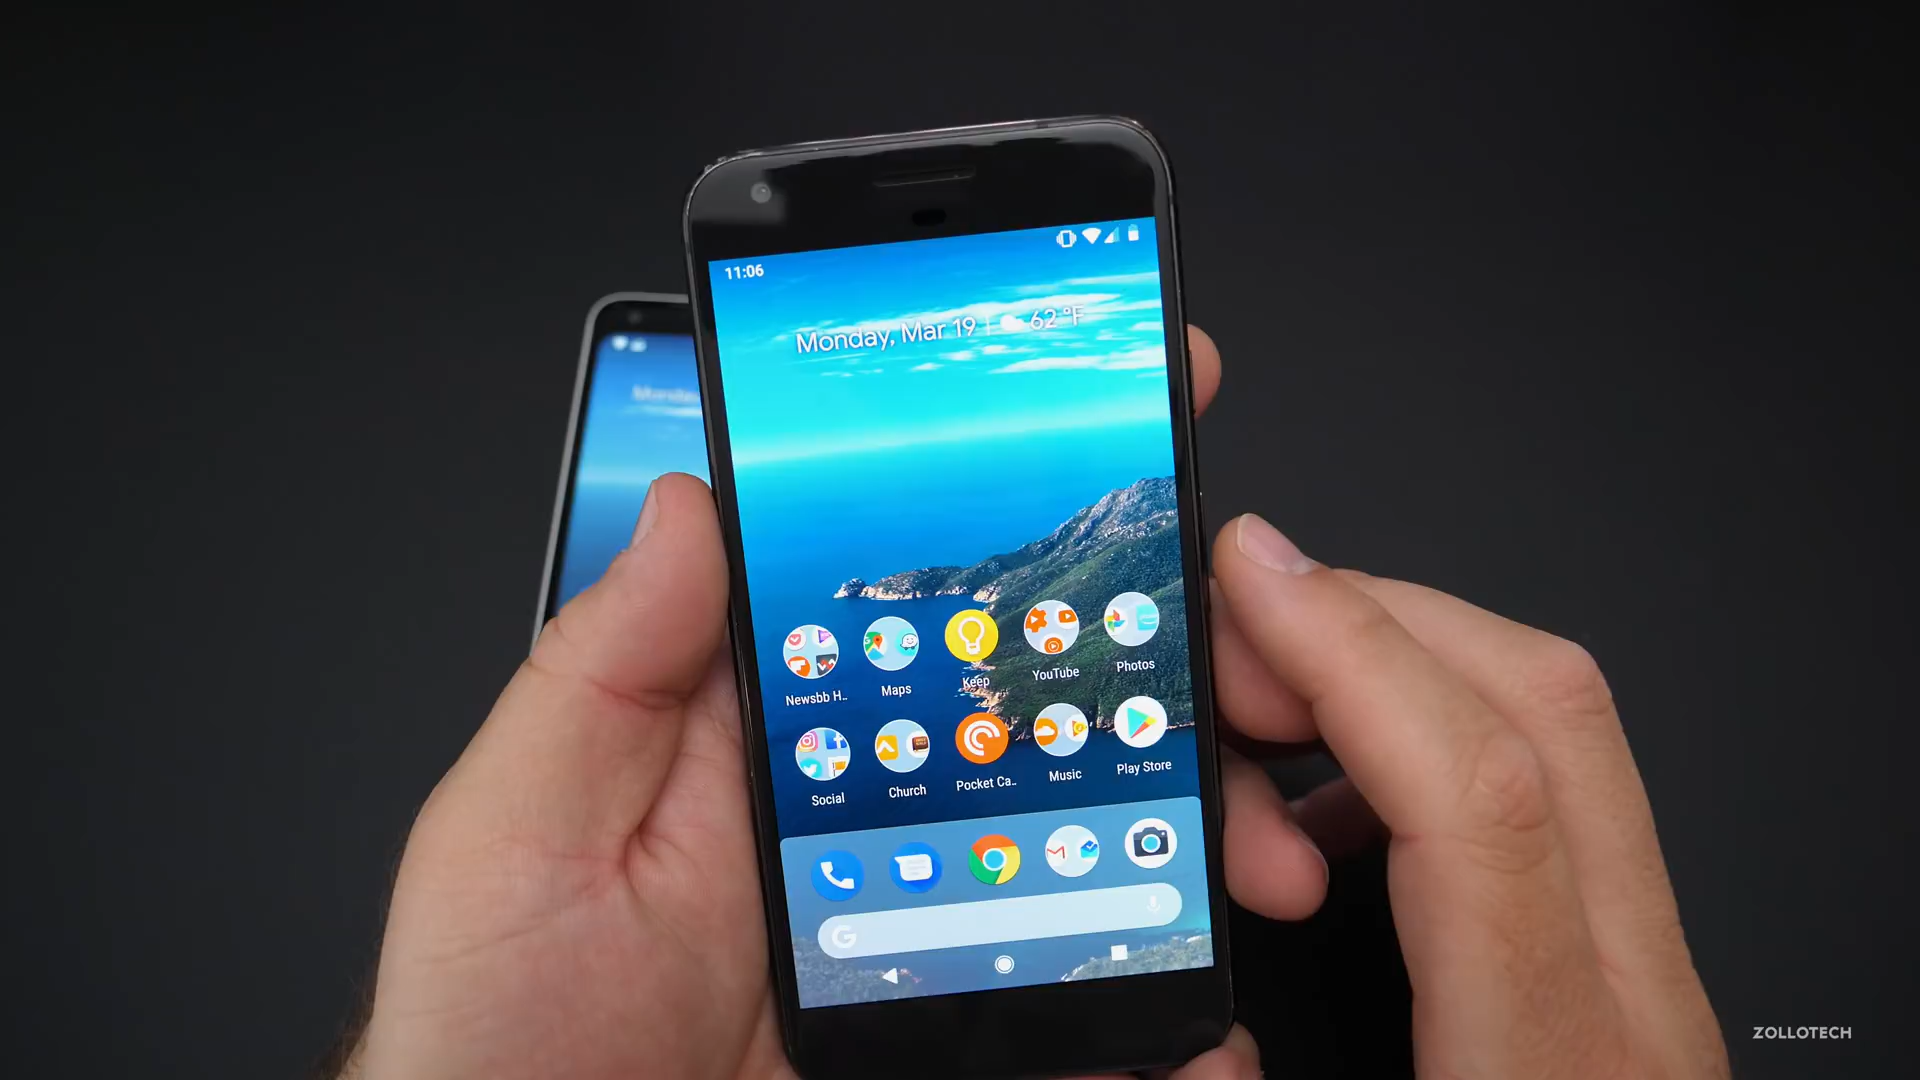 11:06
Monday, Mar 19 | 62 °F
Newsbb H..
Maps
Keep
YouTube
Photos
Social
Church
Pocket Ca..
Music
Play Store
G
ZOLLOTECH